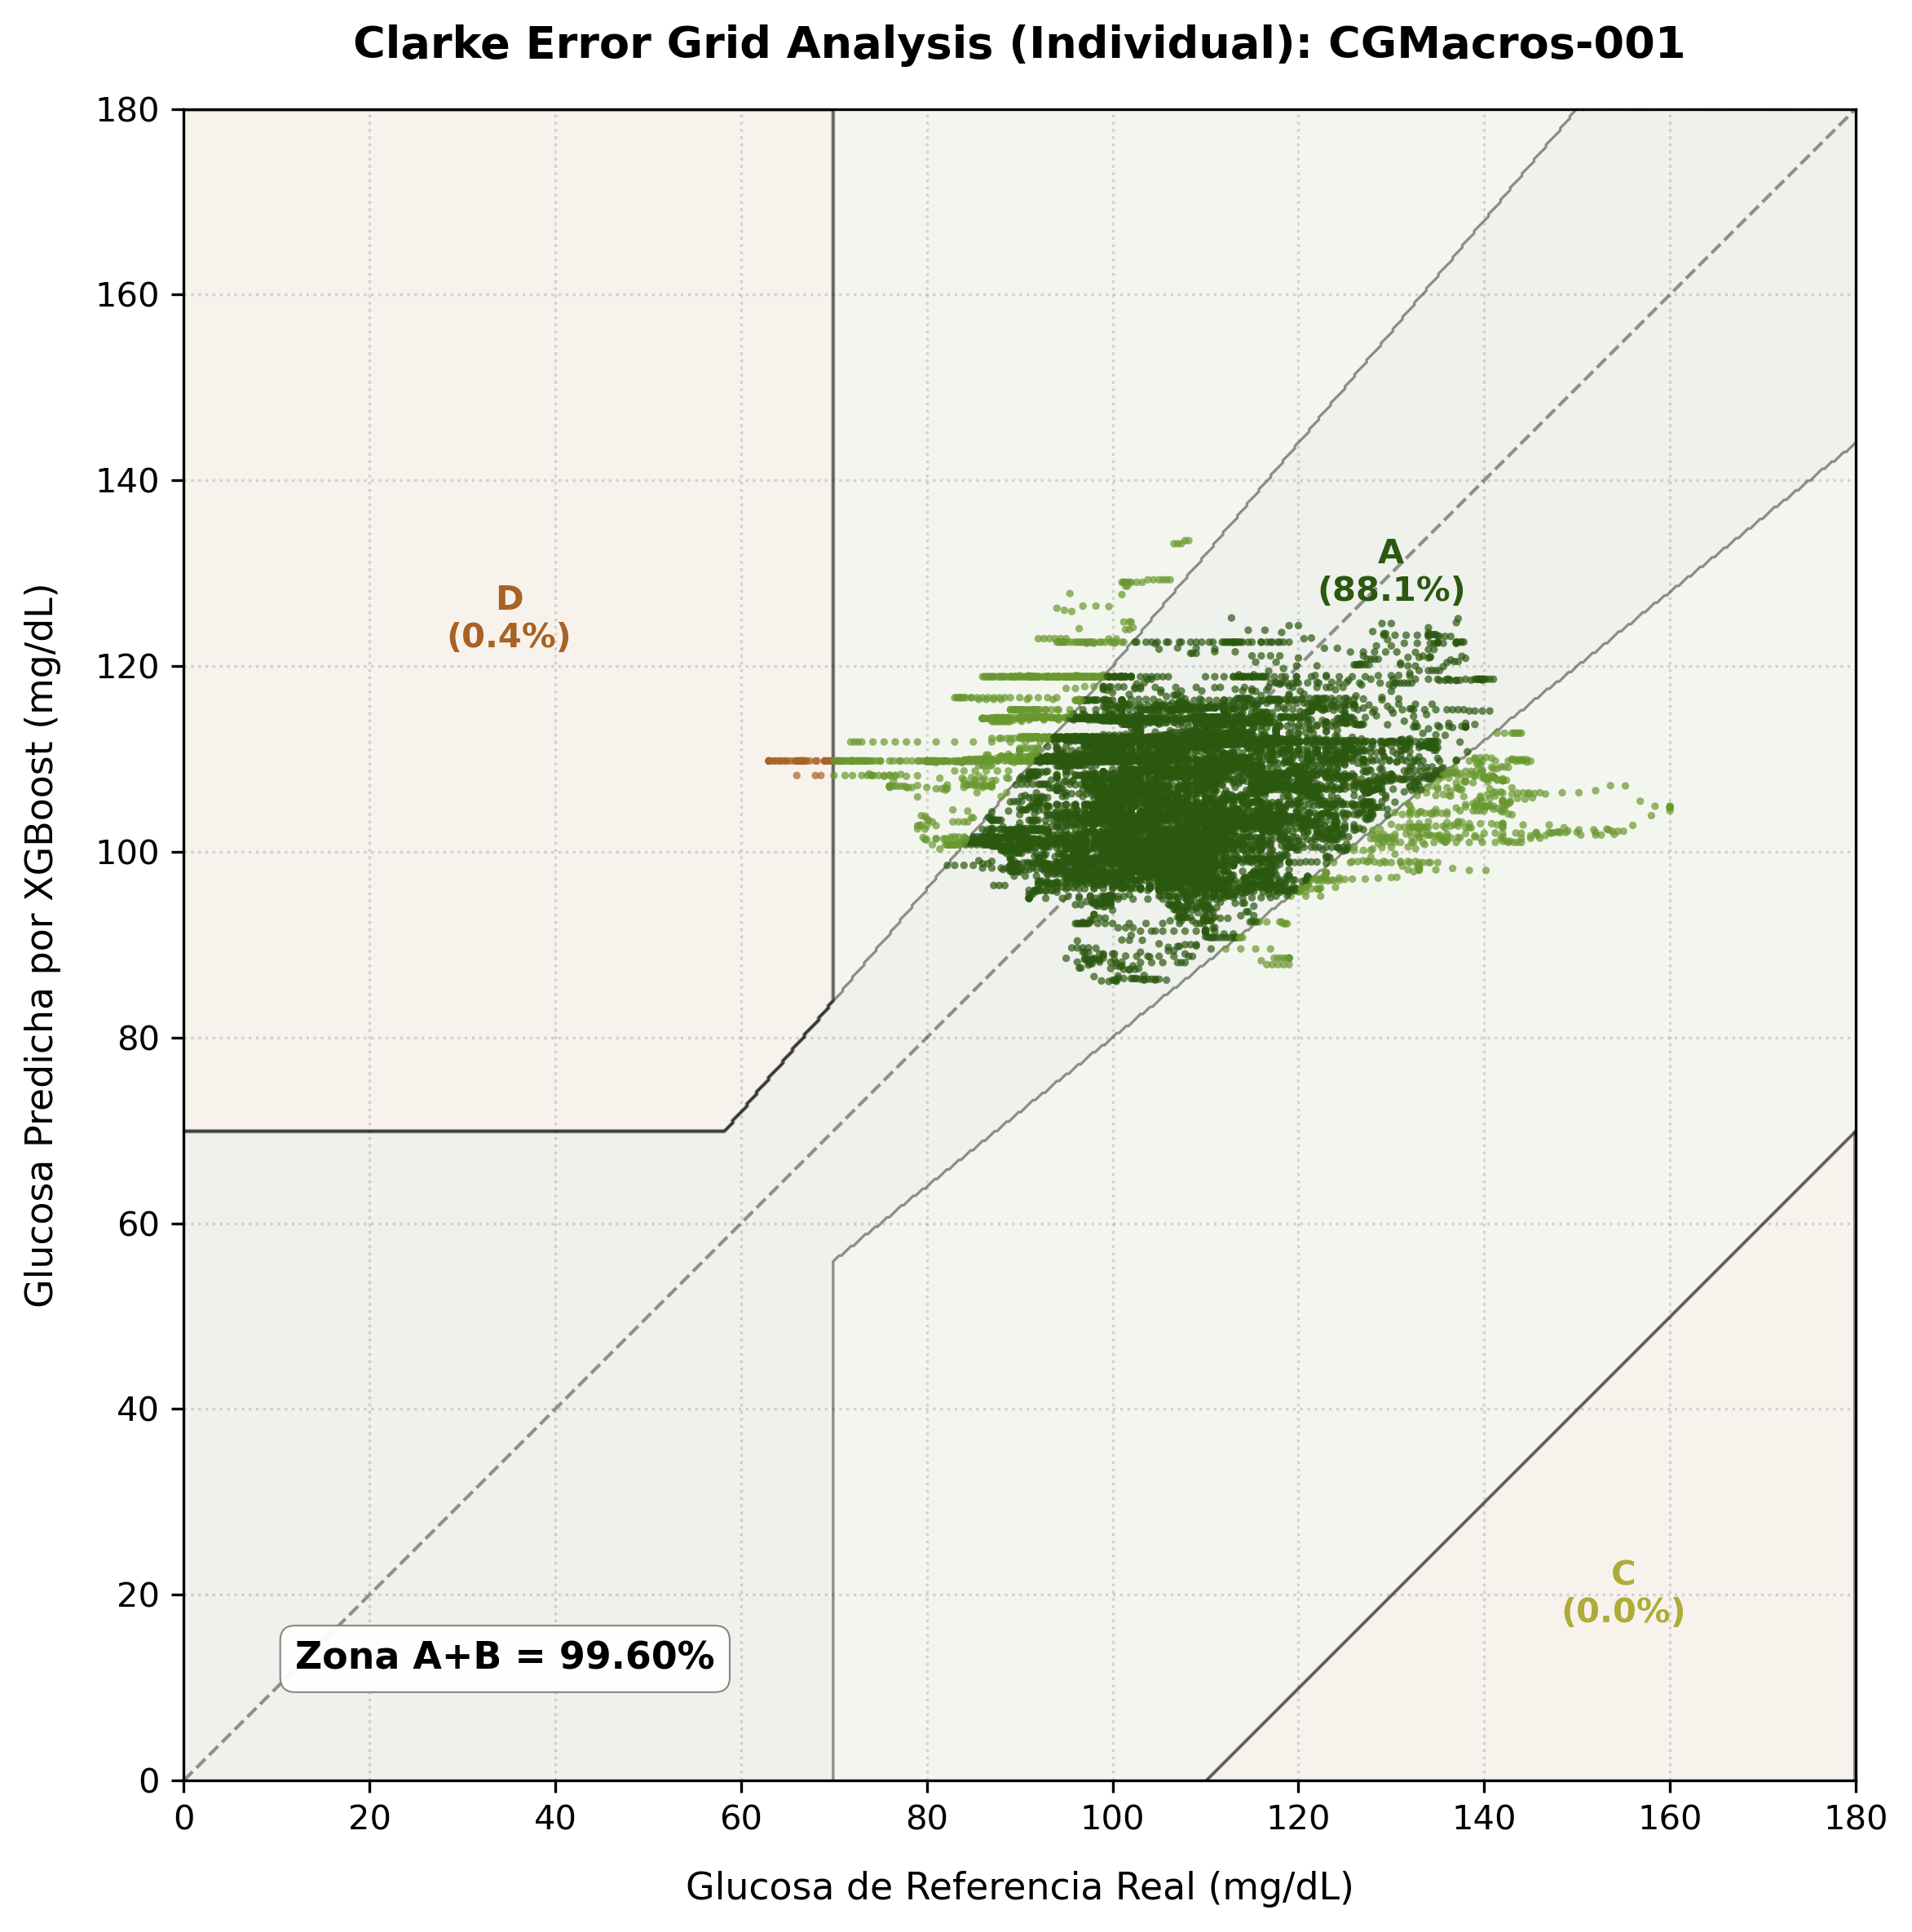 Clarke Error Grid Analysis (Individual): CGMacros-001
Glucosa Predicha por XGBoost (mg/dL)
180
160
140
120
100
80
60
40
20
0
A
(88.1%)
D
(0.4%)
C
(0.0%)
Zona A+B = 99.60%
0 20 40 60 80 100 120 140 160 180
Glucosa de Referencia Real (mg/dL)